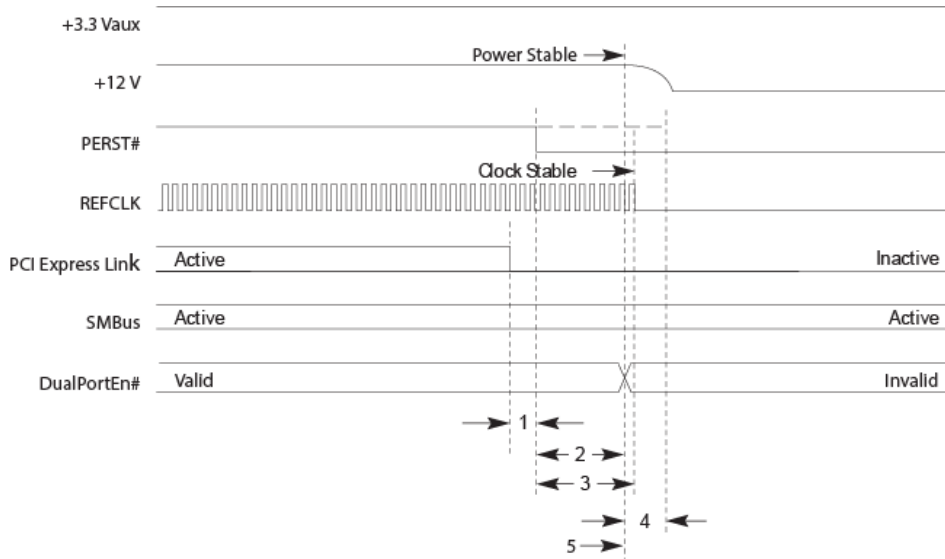 +3.3 Vaux
Power Stable
+12 V
PERST#
Clock Stable
REFCLK
PCI Express Link
Active
Inactive
SMBus
Active
Active
DualPortEn#
Valid
Invalid
1
2
3
4
5